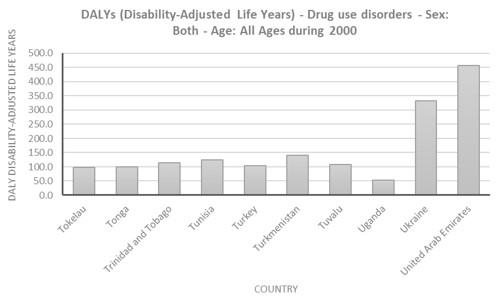 DALYs (Disability-Adjusted Life Years) - Drug use disorders - Sex:
Both - Age: All Ages during 2000
DALY DISABILITY-ADJUSTED LIFE YEARS
500.0
450.0
400.0
350.0
300.0
250.0
200.0
150.0
100.0
50.0
0.0
Tokelau
Tonga
Trinidad and Tobago
Tunisia
Turkey
Turkmenistan
Tuvalu
Uganda
Ukraine
United Arab Emirates
COUNTRY